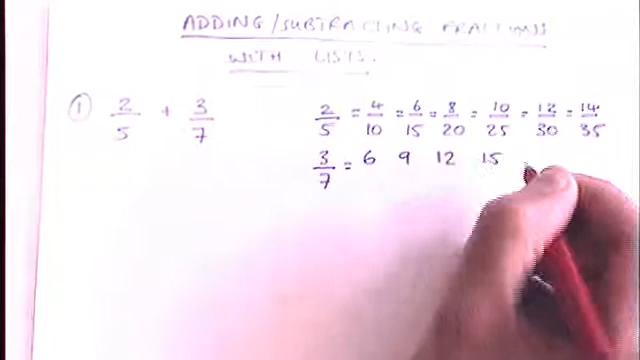 ADDING/SUBTRACTING FRACTIONS
WITH LISTS.
① 2/5 + 3/7
2/5 = 4/10 = 6/15 = 8/20 = 10/25 = 12/30 = 14/35
3/7 = 6 9 12 15